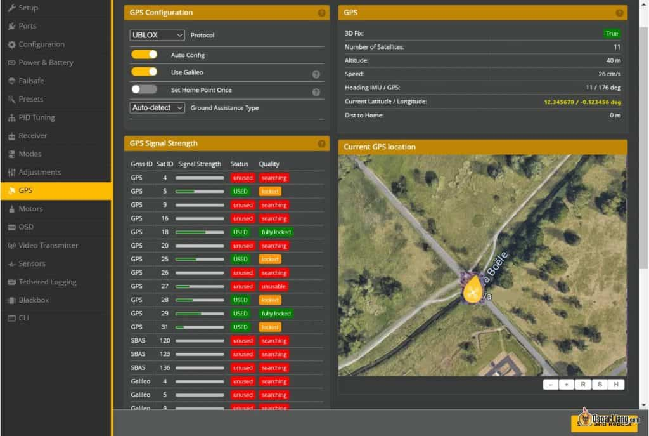 Setup
Ports
Configuration
Power & Battery
Failsafe
Presets
PID Tuning
Receiver
Modes
Adjustments
GPS
Motors
OSD
Video Transmitter
Sensors
Tethered Logging
Blackbox
CLI
GPS Configuration
UBLOX Protocol
Auto Config
Use Galileo
Set Home Point Once
Auto-detect Ground Assistance Type
GPS Signal Strength
Gnss ID Sat ID Signal Strength Status Quality
GPS 4 unused searching
GPS 5 USED locked
GPS 9 unused searching
GPS 16 unused searching
GPS 18 USED fully locked
GPS 20 unused searching
GPS 25 USED locked
GPS 26 unused searching
GPS 27 unused unusable
GPS 28 USED locked
GPS 29 USED fully locked
GPS 31 USED locked
SBAS 120 unused searching
SBAS 123 unused searching
SBAS 136 unused searching
Galileo 4 unused searching
Galileo 5 unused searching
Galileo 9 unused searching
GPS
3D Fix: True
Number of Satellites: 11
Altitude: 40 m
Speed: 26 cm/s
Heading IMU / GPS: 11 / 176 deg
Current Latitude / Longitude: 12.345678 / -0.123456 deg
Dist to Home: 0 m
Current GPS location
Boële
- + R B H